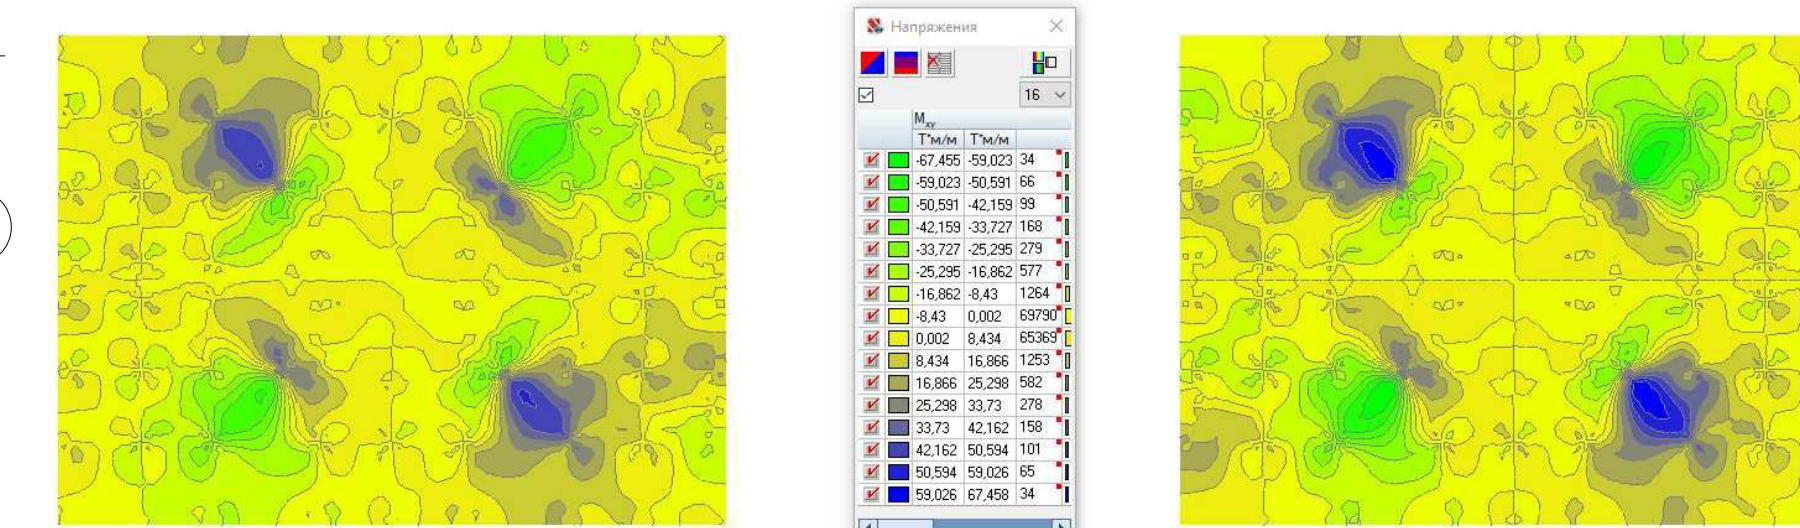 Напряжения
16
Mxy
Т*м/м Т*м/м
-67,455 -59,023 34
-59,023 -50,591 66
-50,591 -42,159 99
-42,159 -33,727 168
-33,727 -25,295 279
-25,295 -16,862 577
-16,862 -8,43 1264
-8,43 0,002 69790
0,002 8,434 65369
8,434 16,866 1253
16,866 25,298 582
25,298 33,73 278
33,73 42,162 158
42,162 50,594 101
50,594 59,026 65
59,026 67,458 34